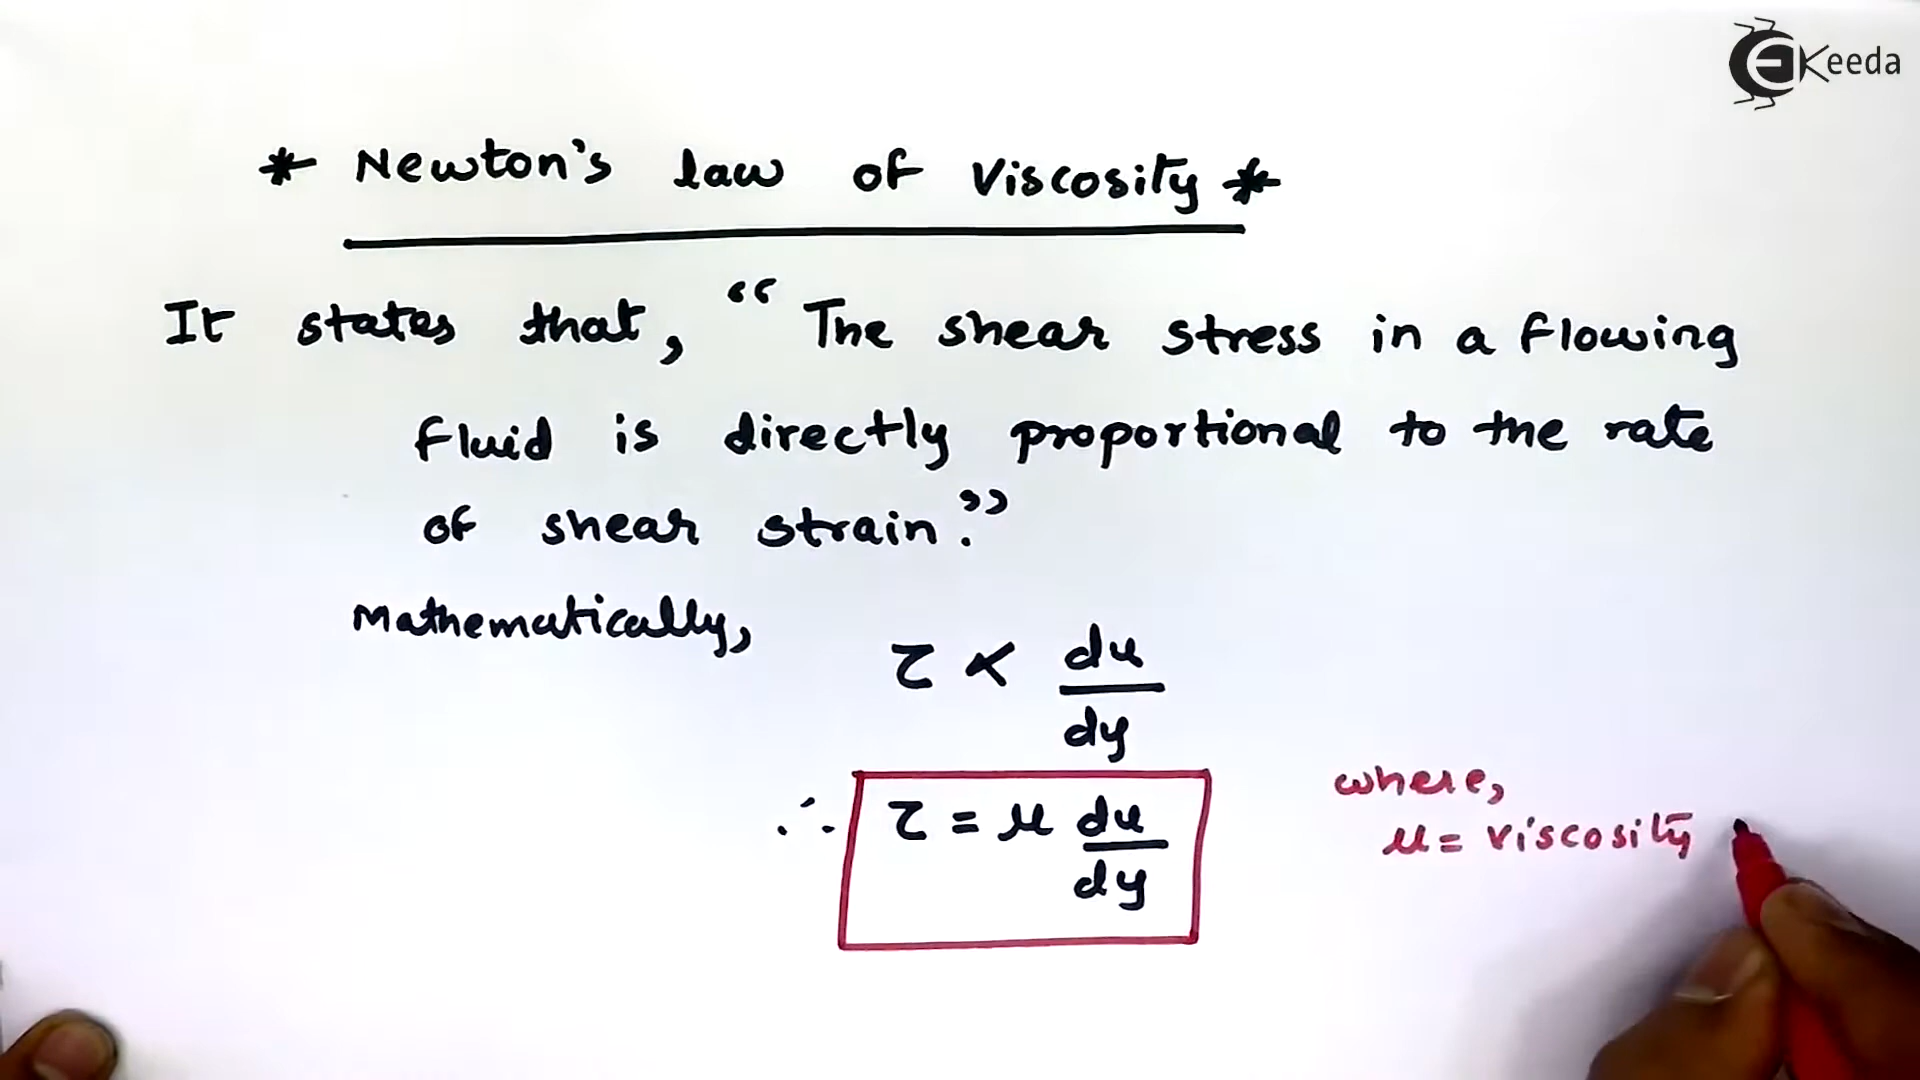 EKeeda
* Newton's law of Viscosity *
It states that, "The shear stress in a flowing
fluid is directly proportional to the rate
of shear strain."
Mathematically,
τ ∝ du/dy
∴ τ = μ du/dy
where,
μ = viscosity